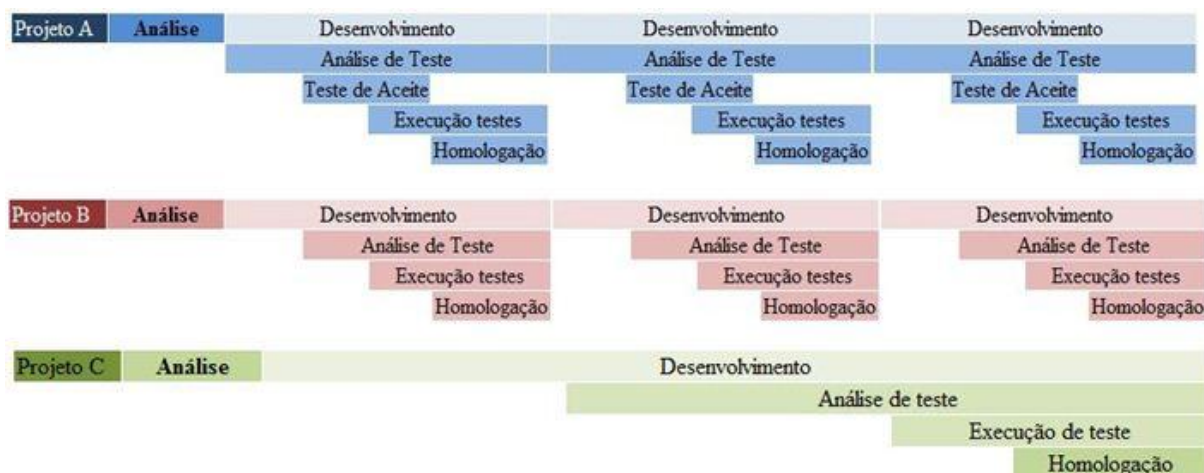 Projeto A Análise Desenvolvimento Desenvolvimento Desenvolvimento
Análise de Teste Análise de Teste Análise de Teste
Teste de Aceite Teste de Aceite Teste de Aceite
Execução testes Execução testes Execução testes
Homologação Homologação Homologação
Projeto B Análise Desenvolvimento Desenvolvimento Desenvolvimento
Análise de Teste Análise de Teste Análise de Teste
Execução testes Execução testes Execução testes
Homologação Homologação Homologação
Projeto C Análise Desenvolvimento
Análise de teste
Execução de teste
Homologação